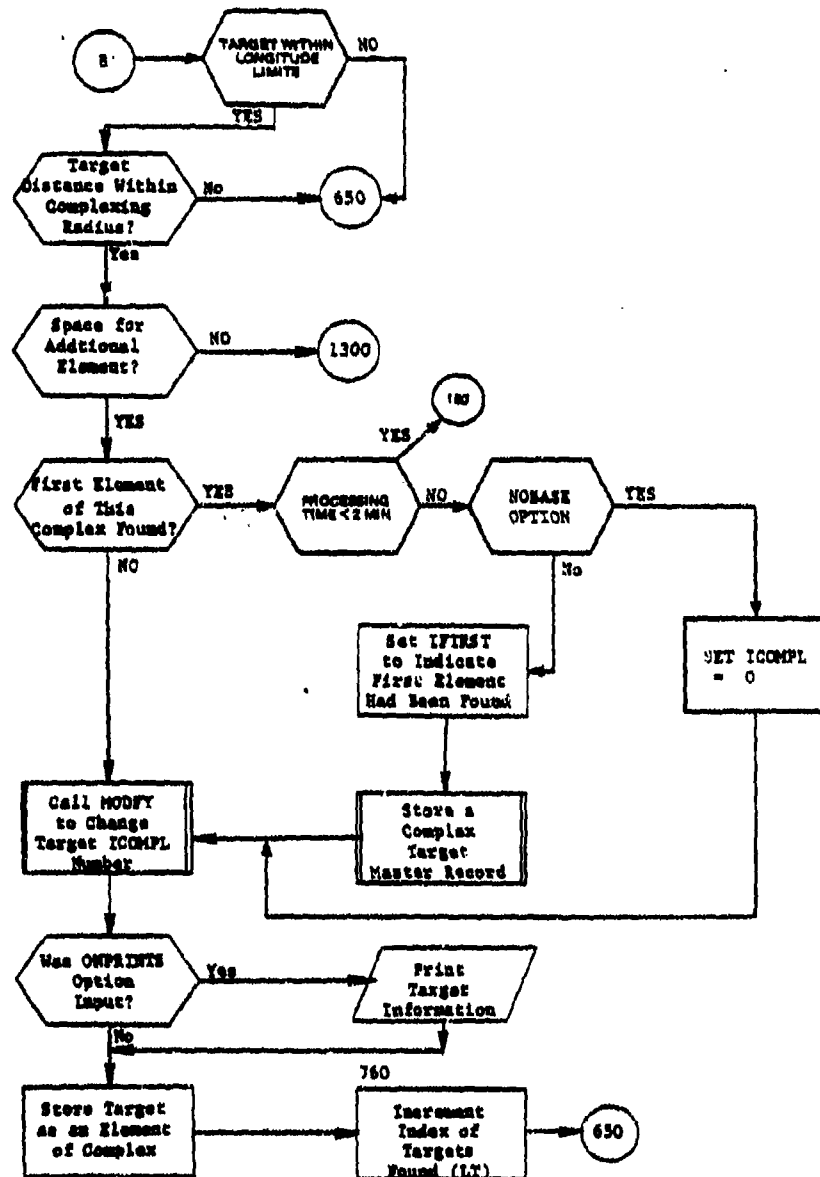 TARGET WITHIN
LONGITUDE
LIMITS
NO
YES
Target
Distance Within
Complexing
Radius?
No
650
Yes
Space for
Addtional
Element?
NO
1300
YES
First Element
of This
Complex Found?
YES
PROCESSING
TIME < 2 MIN
YES
NO
NOBASE
OPTION
YES
NO
No
Set IFIRST
to Indicate
First Element
Had Been Found
SET ICOMPL
= 0
Call MODFY
to Change
Target ICOMPL
Number
Store a
Complex
Target
Master Record
Was ONPRINTS
Option
Input?
Yes
Print
Target
Information
No
760
Store Target
as an Element
of Complex
Increment
Index of
Targets
Found (LT)
650